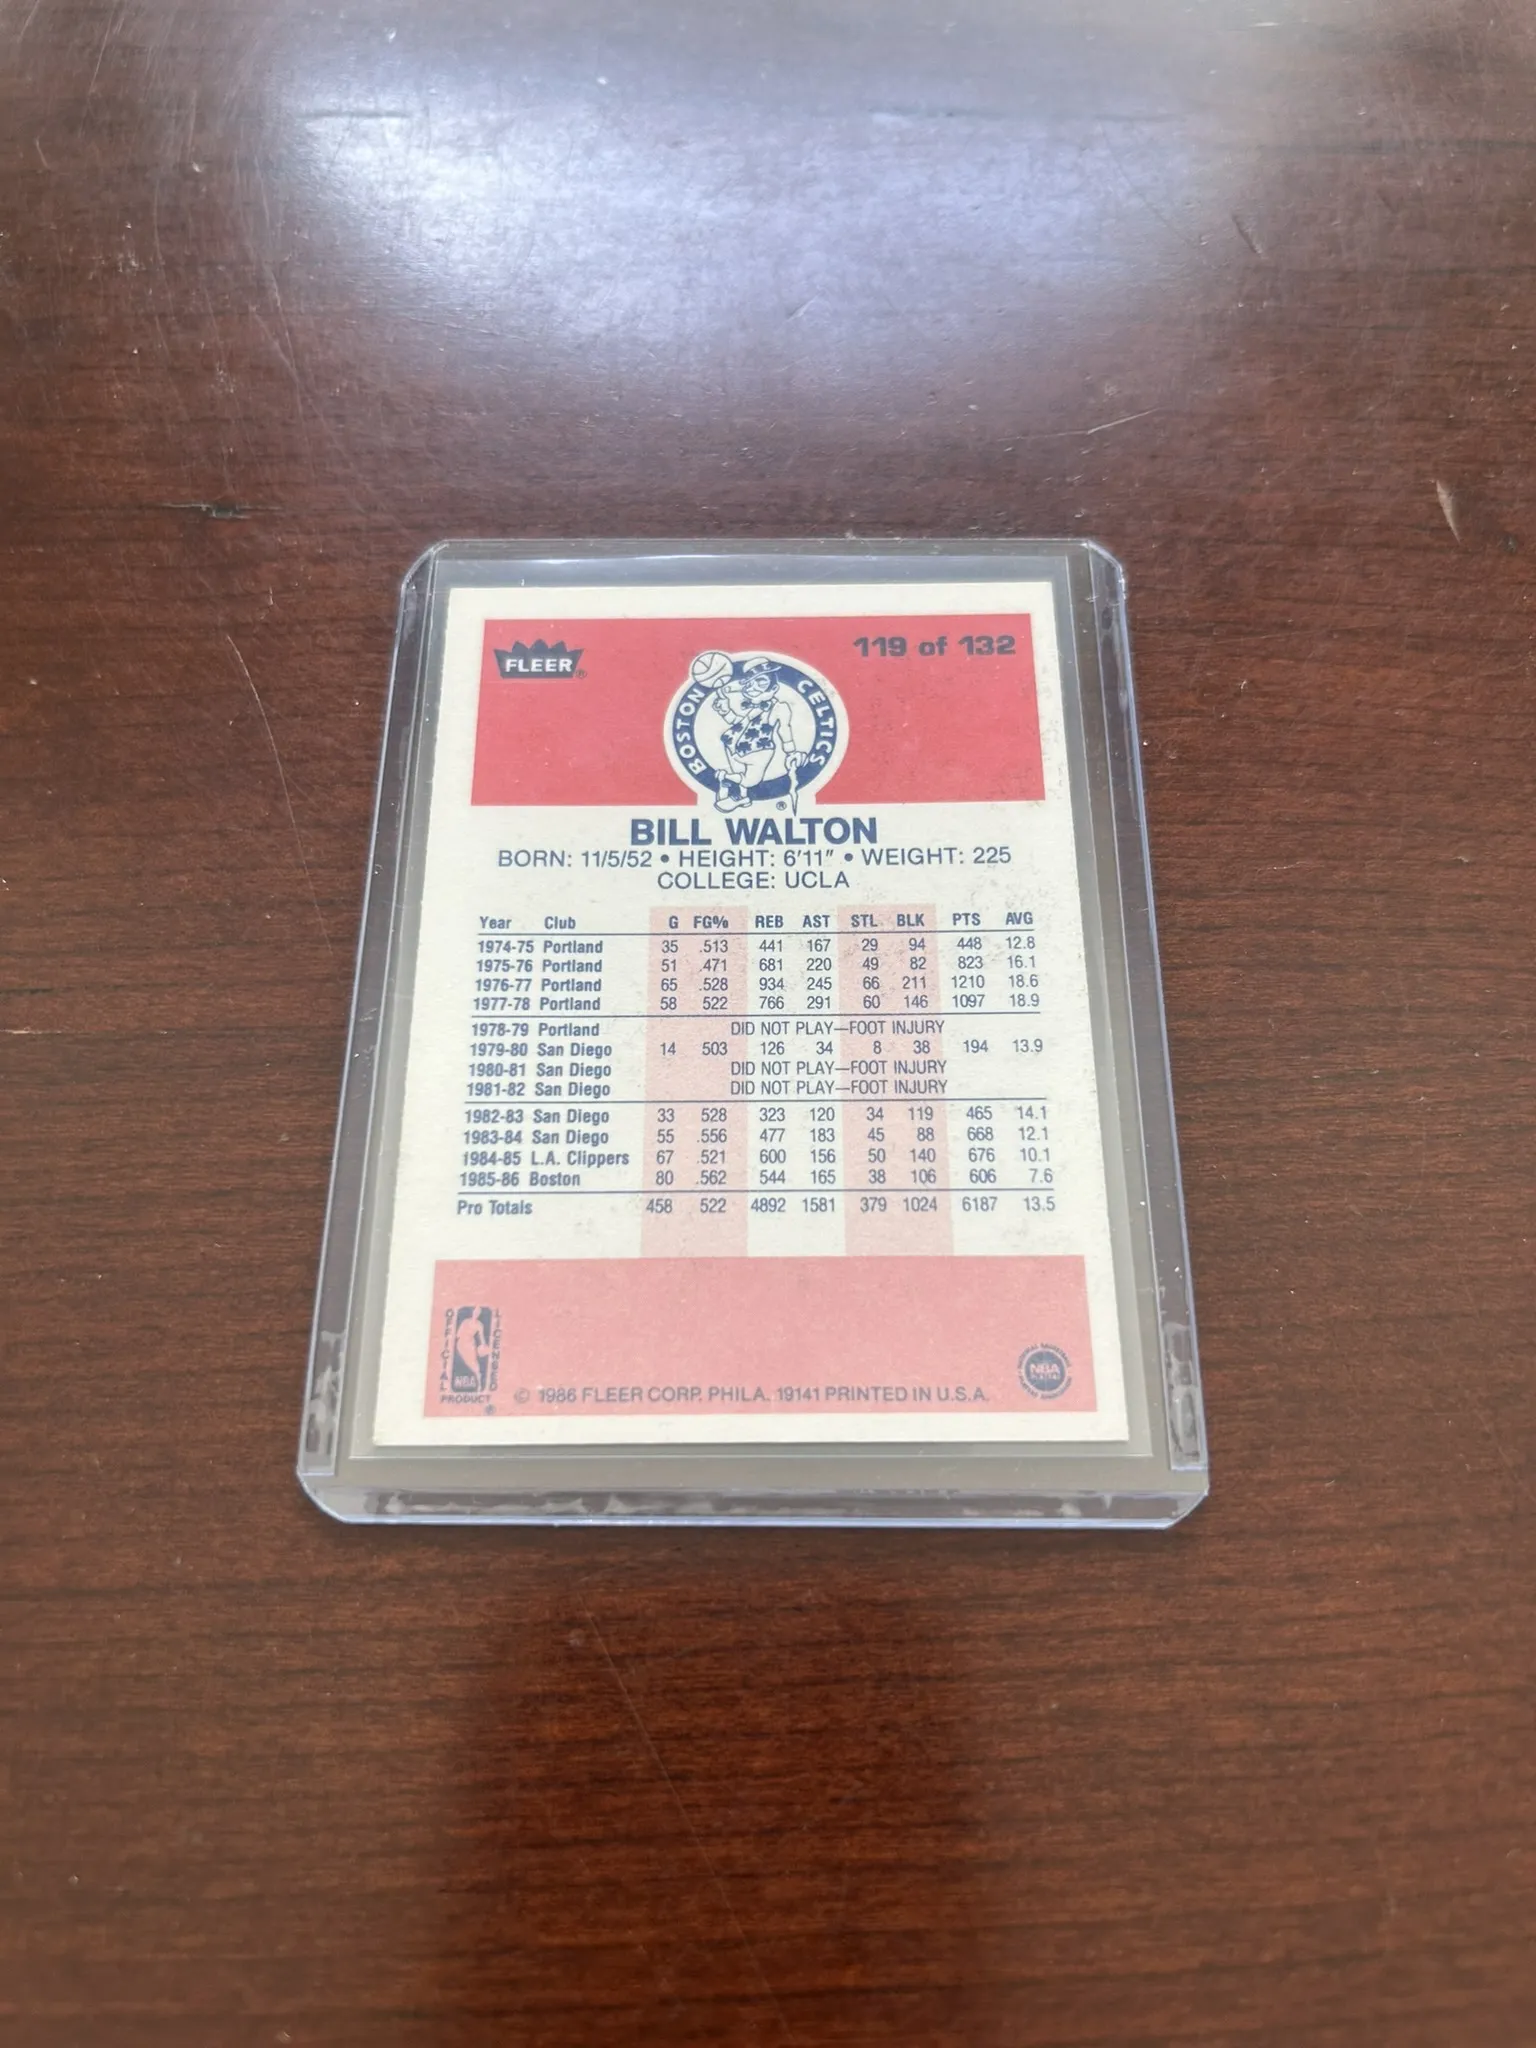 FLEER®
119 of 132
BOSTON CELTICS
®
BILL WALTON
BORN: 11/5/52 • HEIGHT: 6'11" • WEIGHT: 225
COLLEGE: UCLA
Year Club G FG% REB AST STL BLK PTS AVG
1974-75 Portland 35 .513 441 167 29 94 448 12.8
1975-76 Portland 51 .471 681 220 49 82 823 16.1
1976-77 Portland 65 .528 934 245 66 211 1210 18.6
1977-78 Portland 58 .522 766 291 60 146 1097 18.9
1978-79 Portland DID NOT PLAY—FOOT INJURY
1979-80 San Diego 14 .503 126 34 8 38 194 13.9
1980-81 San Diego DID NOT PLAY—FOOT INJURY
1981-82 San Diego DID NOT PLAY—FOOT INJURY
1982-83 San Diego 33 .528 323 120 34 119 465 14.1
1983-84 San Diego 55 .556 477 183 45 88 668 12.1
1984-85 L.A. Clippers 67 .521 600 156 50 140 676 10.1
1985-86 Boston 80 .562 544 165 38 106 606 7.6
Pro Totals 458 .522 4892 1581 379 1024 6187 13.5
OFFICIAL LICENSED
NBA
PRODUCT
®
© 1986 FLEER CORP. PHILA. 19141 PRINTED IN U.S.A.
NBA